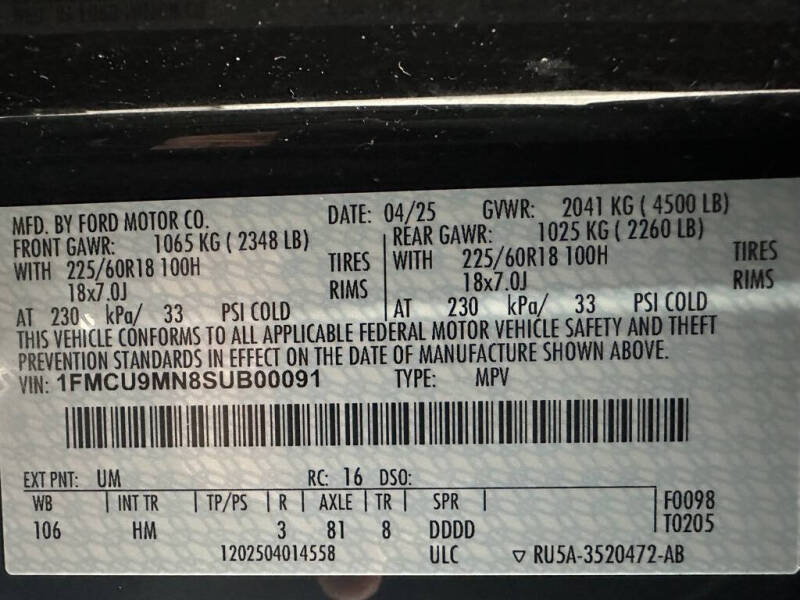 MFD. BY FORD MOTOR CO. DATE: 04/25 GVWR: 2041 KG ( 4500 LB)
FRONT GAWR: 1065 KG ( 2348 LB) REAR GAWR: 1025 KG ( 2260 LB)
WITH 225/60R18 100H TIRES WITH 225/60R18 100H TIRES
18x7.0J RIMS 18x7.0J RIMS
AT 230 kPa/ 33 PSI COLD AT 230 kPa/ 33 PSI COLD
THIS VEHICLE CONFORMS TO ALL APPLICABLE FEDERAL MOTOR VEHICLE SAFETY AND THEFT
PREVENTION STANDARDS IN EFFECT ON THE DATE OF MANUFACTURE SHOWN ABOVE.
VIN: 1FMCU9MN8SUB00091 TYPE: MPV
EXT PNT: UM RC: 16 DSO:
WB INT TR TP/PS R AXLE TR SPR F0098
106 HM 3 81 8 DDDD T0205
1202504014558 ULC ▽ RU5A-3520472-AB